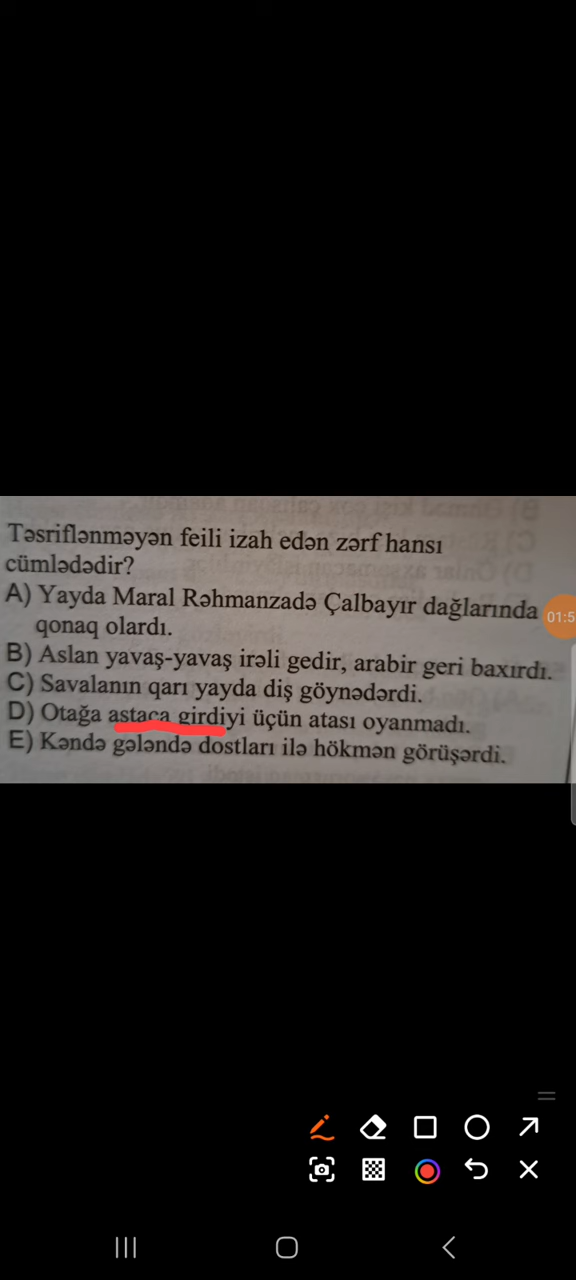 Təsriflənməyən feili izah edən zərf hansı
cümlədədir?
A) Yayda Maral Rəhmanzadə Çalbayır dağlarında
qonaq olardı.
01:5
B) Aslan yavaş-yavaş irəli gedir, arabir geri baxırdı.
C) Savalanın qarı yayda diş göynədərdi.
D) Otağa astaca girdiyi üçün atası oyanmadı.
E) Kəndə gələndə dostları ilə hökmən görüşərdi.